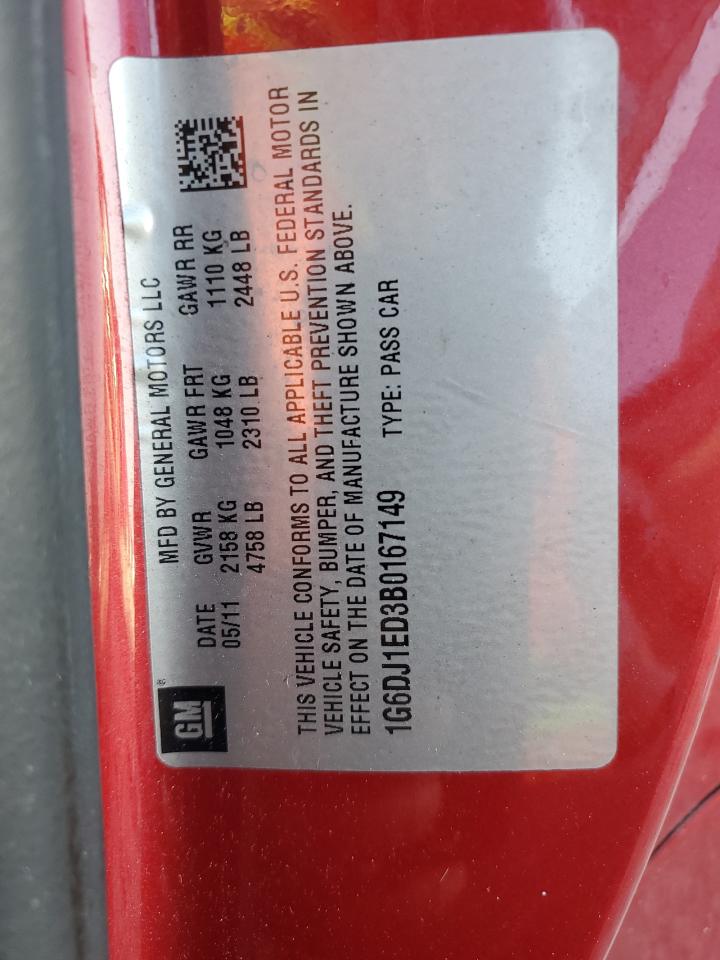 MFD BY GENERAL MOTORS LLC
DATE GVWR GAWR FRT GAWR RR
05/11 2158 KG 1048 KG 1110 KG
4758 LB 2310 LB 2448 LB
GM ®
THIS VEHICLE CONFORMS TO ALL APPLICABLE U.S. FEDERAL MOTOR
VEHICLE SAFETY, BUMPER, AND THEFT PREVENTION STANDARDS IN
EFFECT ON THE DATE OF MANUFACTURE SHOWN ABOVE.
1G6DJ1ED3B0167149 TYPE: PASS CAR